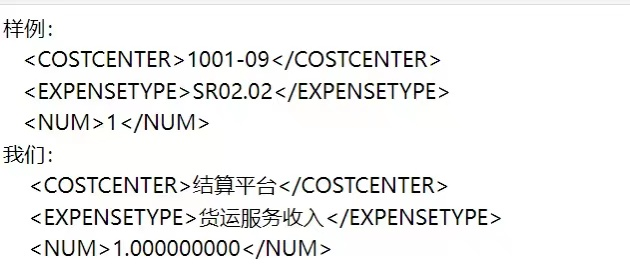 样例：
<COSTCENTER>1001-09</COSTCENTER>
<EXPENSETYPE>SR02.02</EXPENSETYPE>
<NUM>1</NUM>
我们：
<COSTCENTER>结算平台</COSTCENTER>
<EXPENSETYPE>货运服务收入</EXPENSETYPE>
<NUM>1.000000000</NUM>